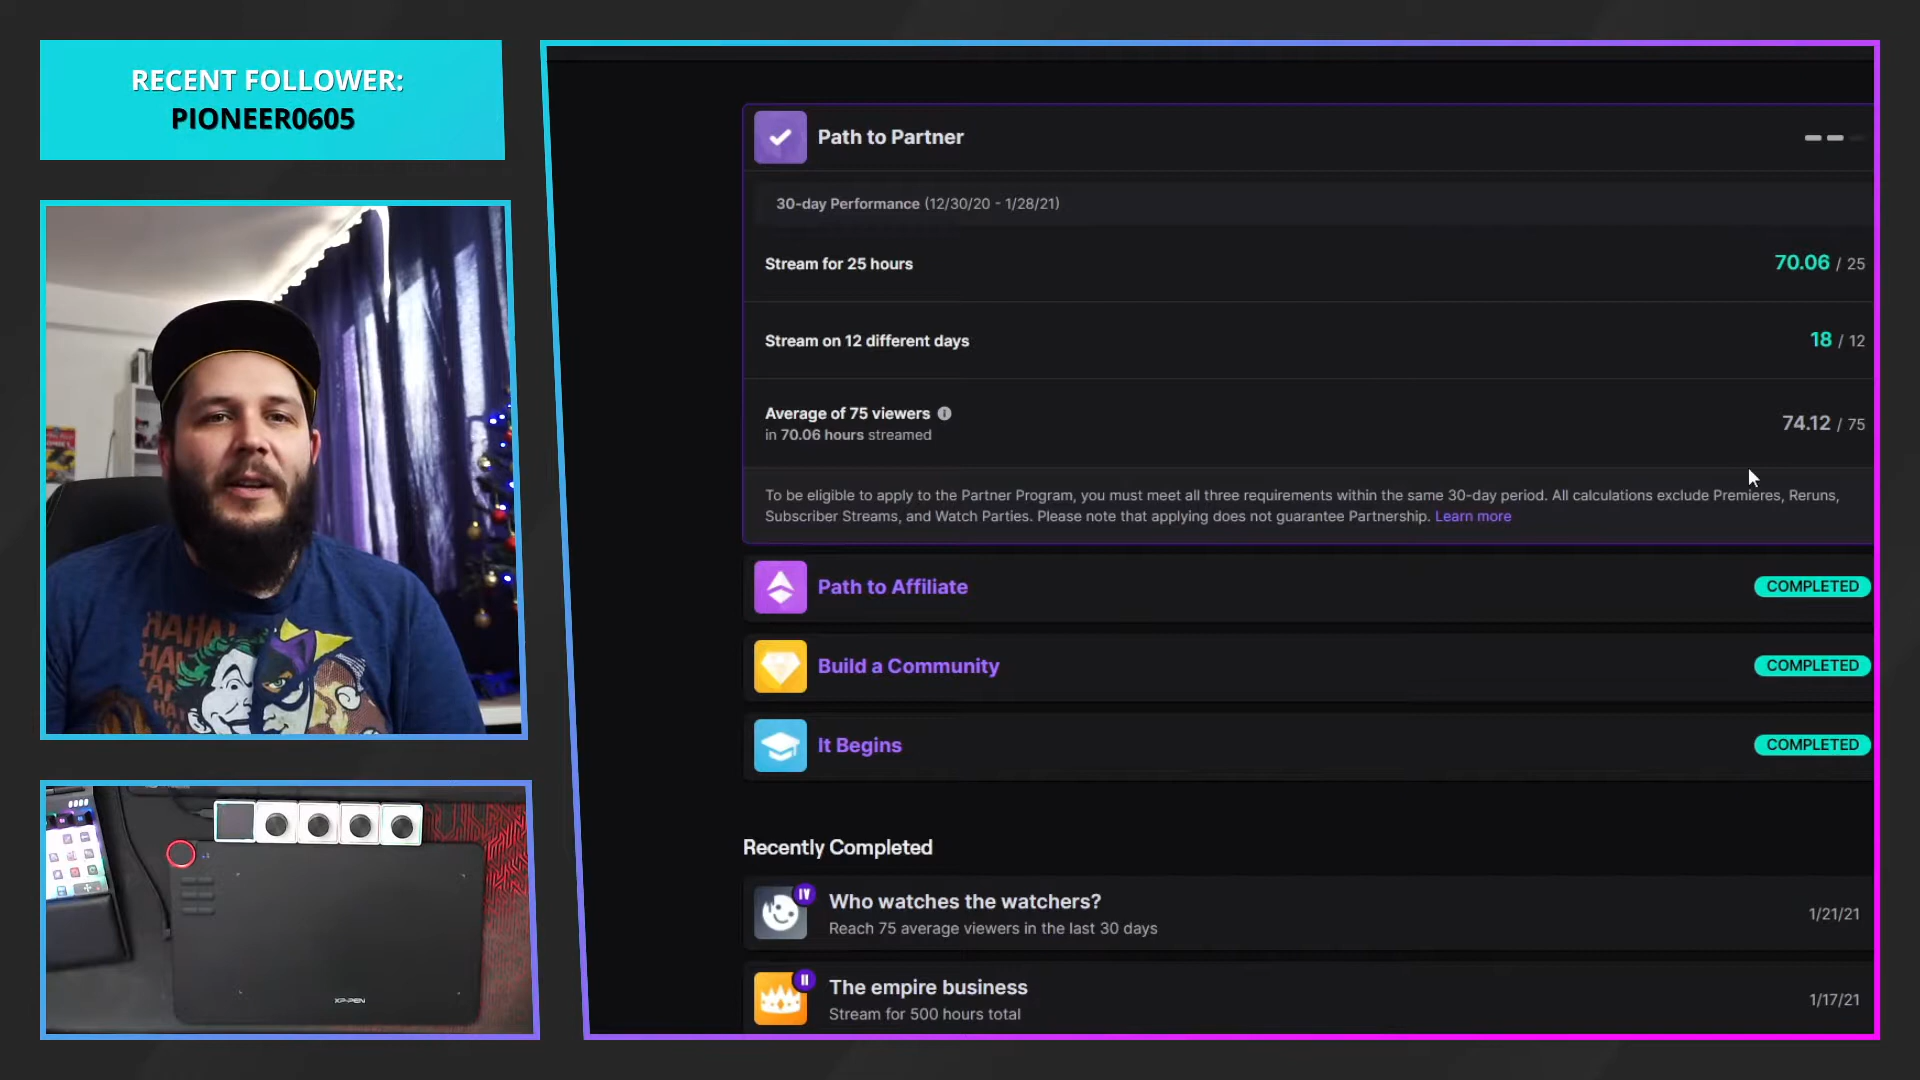 RECENT FOLLOWER:
PIONEER0605
Path to Partner
30-day Performance (12/30/20 - 1/28/21)
Stream for 25 hours
70.06 / 25
Stream on 12 different days
18 / 12
Average of 75 viewers
in 70.06 hours streamed
74.12 / 75
To be eligible to apply to the Partner Program, you must meet all three requirements within the same 30-day period. All calculations exclude Premieres, Reruns,
Subscriber Streams, and Watch Parties. Please note that applying does not guarantee Partnership. Learn more
Path to Affiliate
COMPLETED
Build a Community
COMPLETED
It Begins
COMPLETED
Recently Completed
IV
Who watches the watchers?
Reach 75 average viewers in the last 30 days
1/21/21
II
The empire business
Stream for 500 hours total
1/17/21
HAHA!
XP-PEN